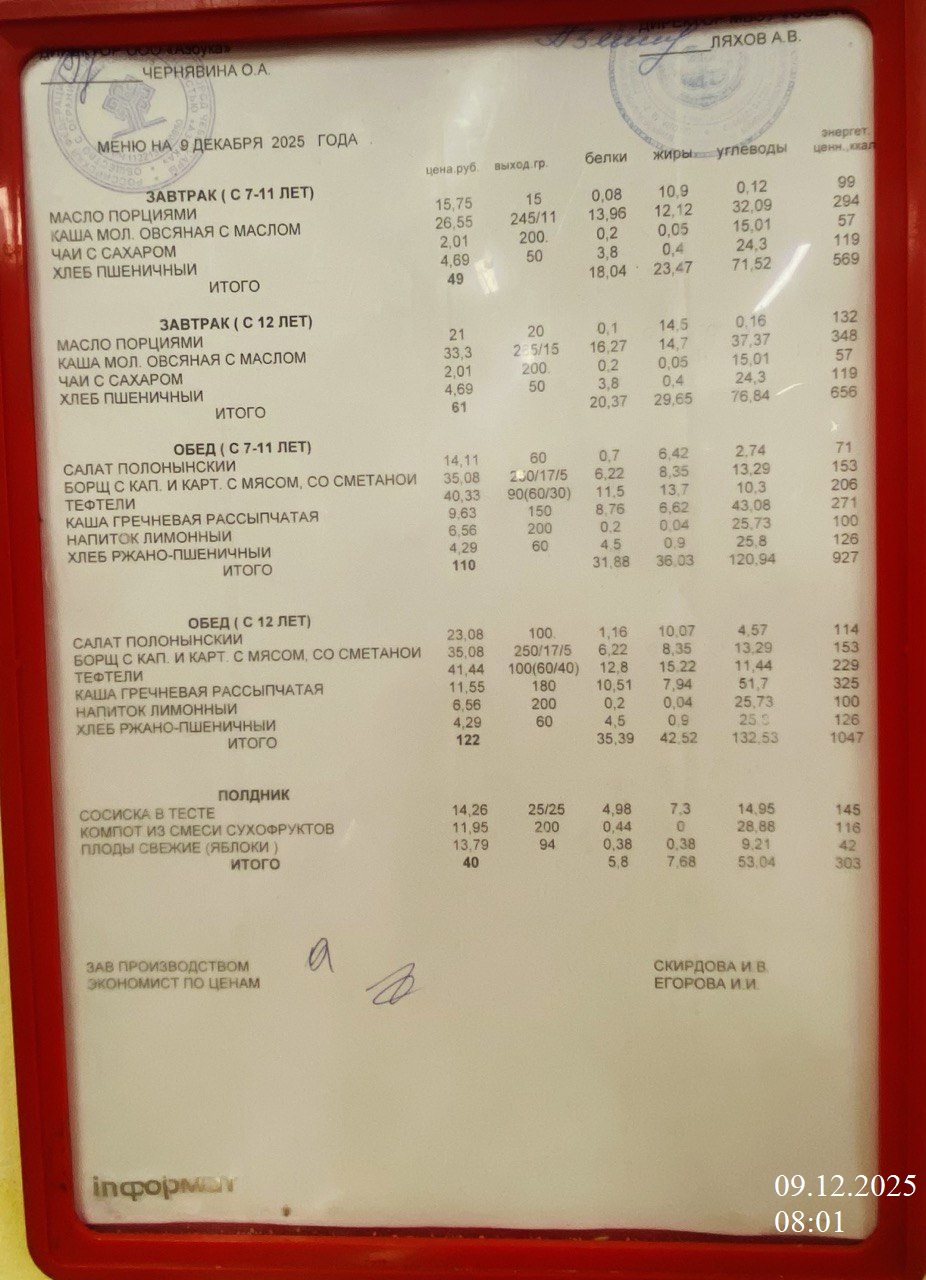 ДИРЕКТОР ООО «Азбука»
ЧЕРНЯВИНА О.А.
ЛЯХОВ А.В.
МЕНЮ НА 9 ДЕКАБРЯ 2025 ГОДА
цена.руб. выход.гр. белки жиры углеводы энергет. ценн.,ккал
ЗАВТРАК ( С 7-11 ЛЕТ)
МАСЛО ПОРЦИЯМИ 15,75 15 0,08 10,9 0,12 99
КАША МОЛ. ОВСЯНАЯ С МАСЛОМ 26,55 245/11 13,96 12,12 32,09 294
ЧАИ С САХАРОМ 2,01 200. 0,2 0,05 15,01 57
ХЛЕБ ПШЕНИЧНЫЙ 4,69 50 3,8 0,4 24,3 119
ИТОГО 49 18,04 23,47 71,52 569
ЗАВТРАК ( С 12 ЛЕТ)
МАСЛО ПОРЦИЯМИ 21 20 0,1 14,5 0,16 132
КАША МОЛ. ОВСЯНАЯ С МАСЛОМ 33,3 /15 16,27 14,7 37,37 348
ЧАИ С САХАРОМ 2,01 200. 0,2 0,05 15,01 57
ХЛЕБ ПШЕНИЧНЫЙ 4,69 50 3,8 0,4 24,3 119
ИТОГО 61 20,37 29,65 76,84 656
ОБЕД ( С 7-11 ЛЕТ)
САЛАТ ПОЛОНЫНСКИЙ 14,11 60 0,7 6,42 2,74 71
БОРЩ С КАП. И КАРТ. С МЯСОМ, СО СМЕТАНОИ 35,08 250/17/5 6,22 8,35 13,29 153
ТЕФТЕЛИ 40,33 90(60/30) 11,5 13,7 10,3 206
КАША ГРЕЧНЕВАЯ РАССЫПЧАТАЯ 9,63 150 8,76 6,62 43,08 271
НАПИТОК ЛИМОННЫЙ 6,56 200 0,2 0,04 25,73 100
ХЛЕБ РЖАНО-ПШЕНИЧНЫЙ 4,29 60 4,5 0,9 25,8 126
ИТОГО 110 31,88 36,03 120,94 927
ОБЕД ( С 12 ЛЕТ)
САЛАТ ПОЛОНЫНСКИЙ 23,08 100. 1,16 10,07 4,57 114
БОРЩ С КАП. И КАРТ. С МЯСОМ, СО СМЕТАНОИ 35,08 250/17/5 6,22 8,35 13,29 153
ТЕФТЕЛИ 41,44 100(60/40) 12,8 15,22 11,44 229
КАША ГРЕЧНЕВАЯ РАССЫПЧАТАЯ 11,55 180 10,51 7,94 51,7 325
НАПИТОК ЛИМОННЫЙ 6,56 200 0,2 0,04 25,73 100
ХЛЕБ РЖАНО-ПШЕНИЧНЫЙ 4,29 60 4,5 0,9 25,8 126
ИТОГО 122 35,39 42,52 132,53 1047
ПОЛДНИК
СОСИСКА В ТЕСТЕ 14,26 25/25 4,98 7,3 14,95 145
КОМПОТ ИЗ СМЕСИ СУХОФРУКТОВ 11,95 200 0,44 0 28,88 116
ПЛОДЫ СВЕЖИЕ (ЯБЛОКИ ) 13,79 94 0,38 0,38 9,21 42
ИТОГО 40 5,8 7,68 53,04 303
ЗАВ ПРОИЗВОДСТВОМ СКИРДОВА И.В.
ЭКОНОМИСТ ПО ЦЕНАМ ЕГОРОВА И.И.
inформат
09.12.2025
08:01